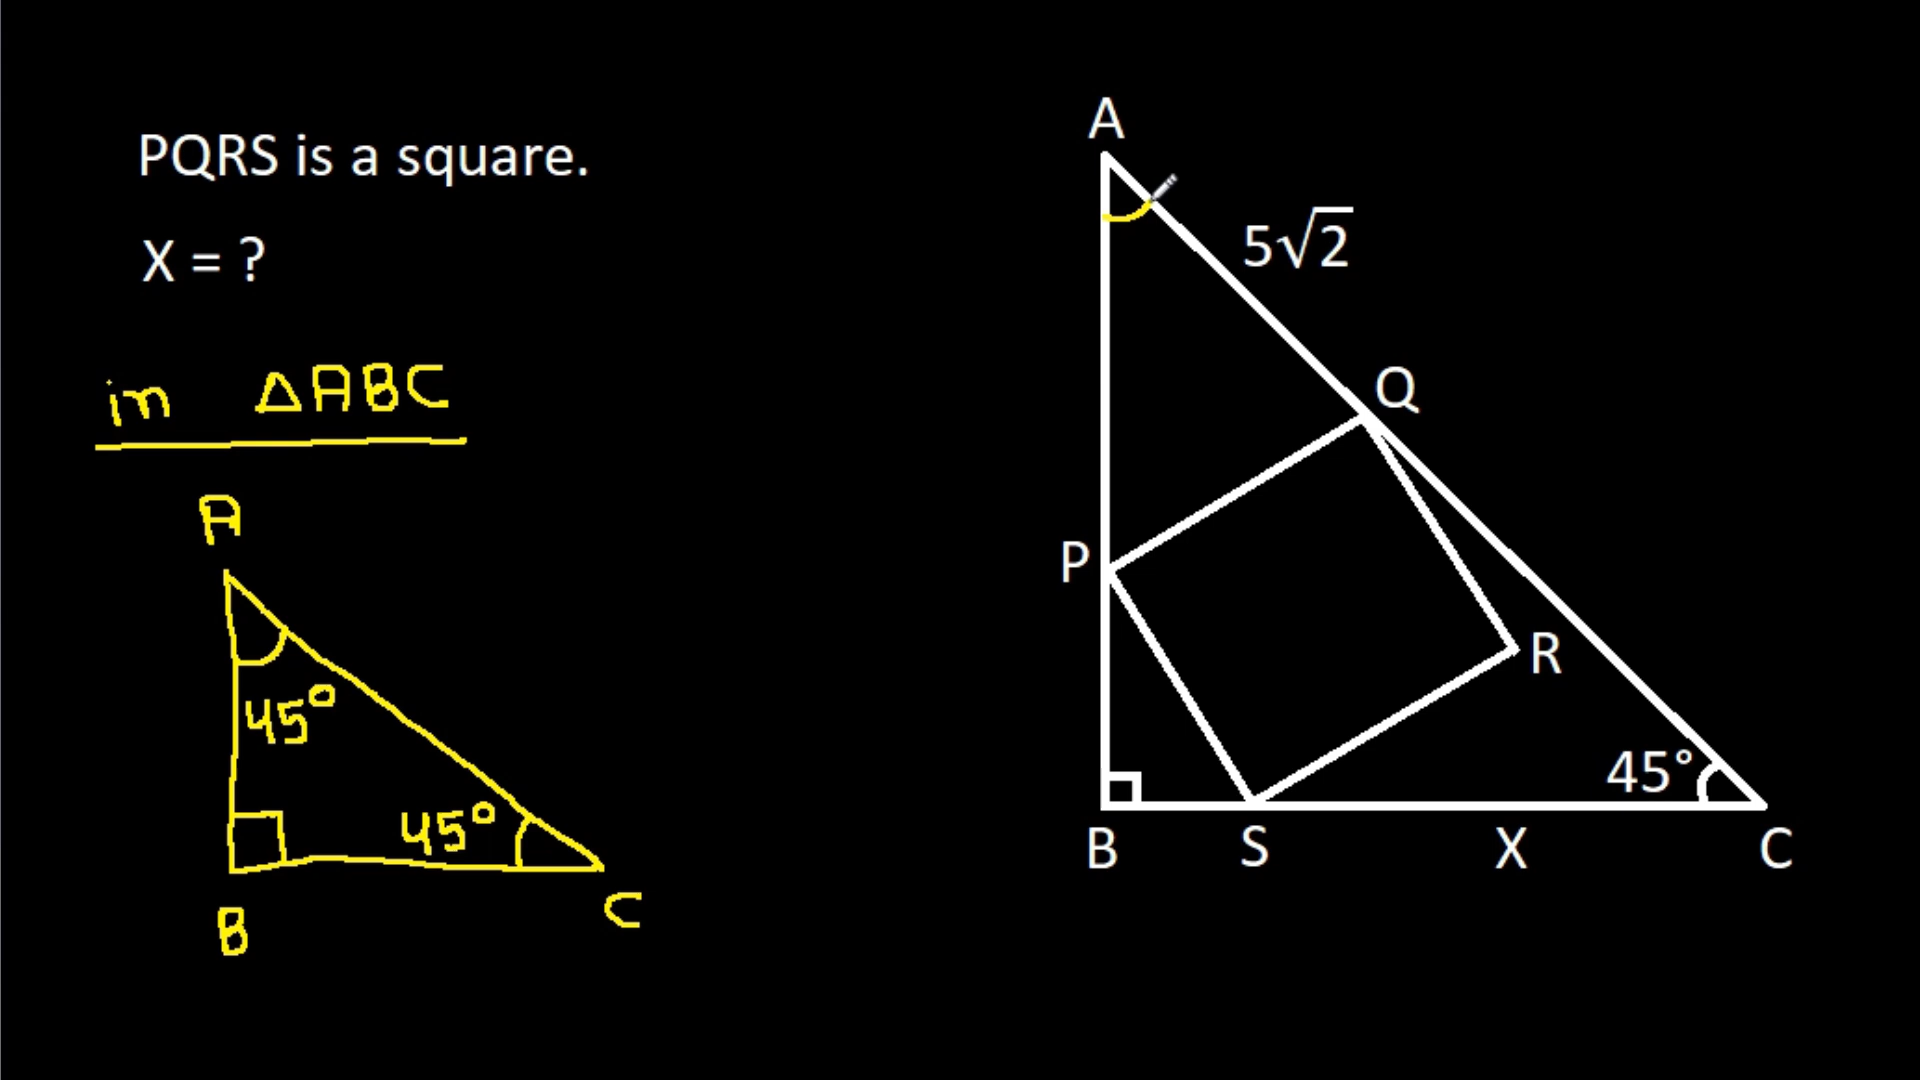 PQRS is a square.
X = ?
in ΔABC
A
45°
45°
B
C
A
5√2
Q
P
R
45°
B S X C